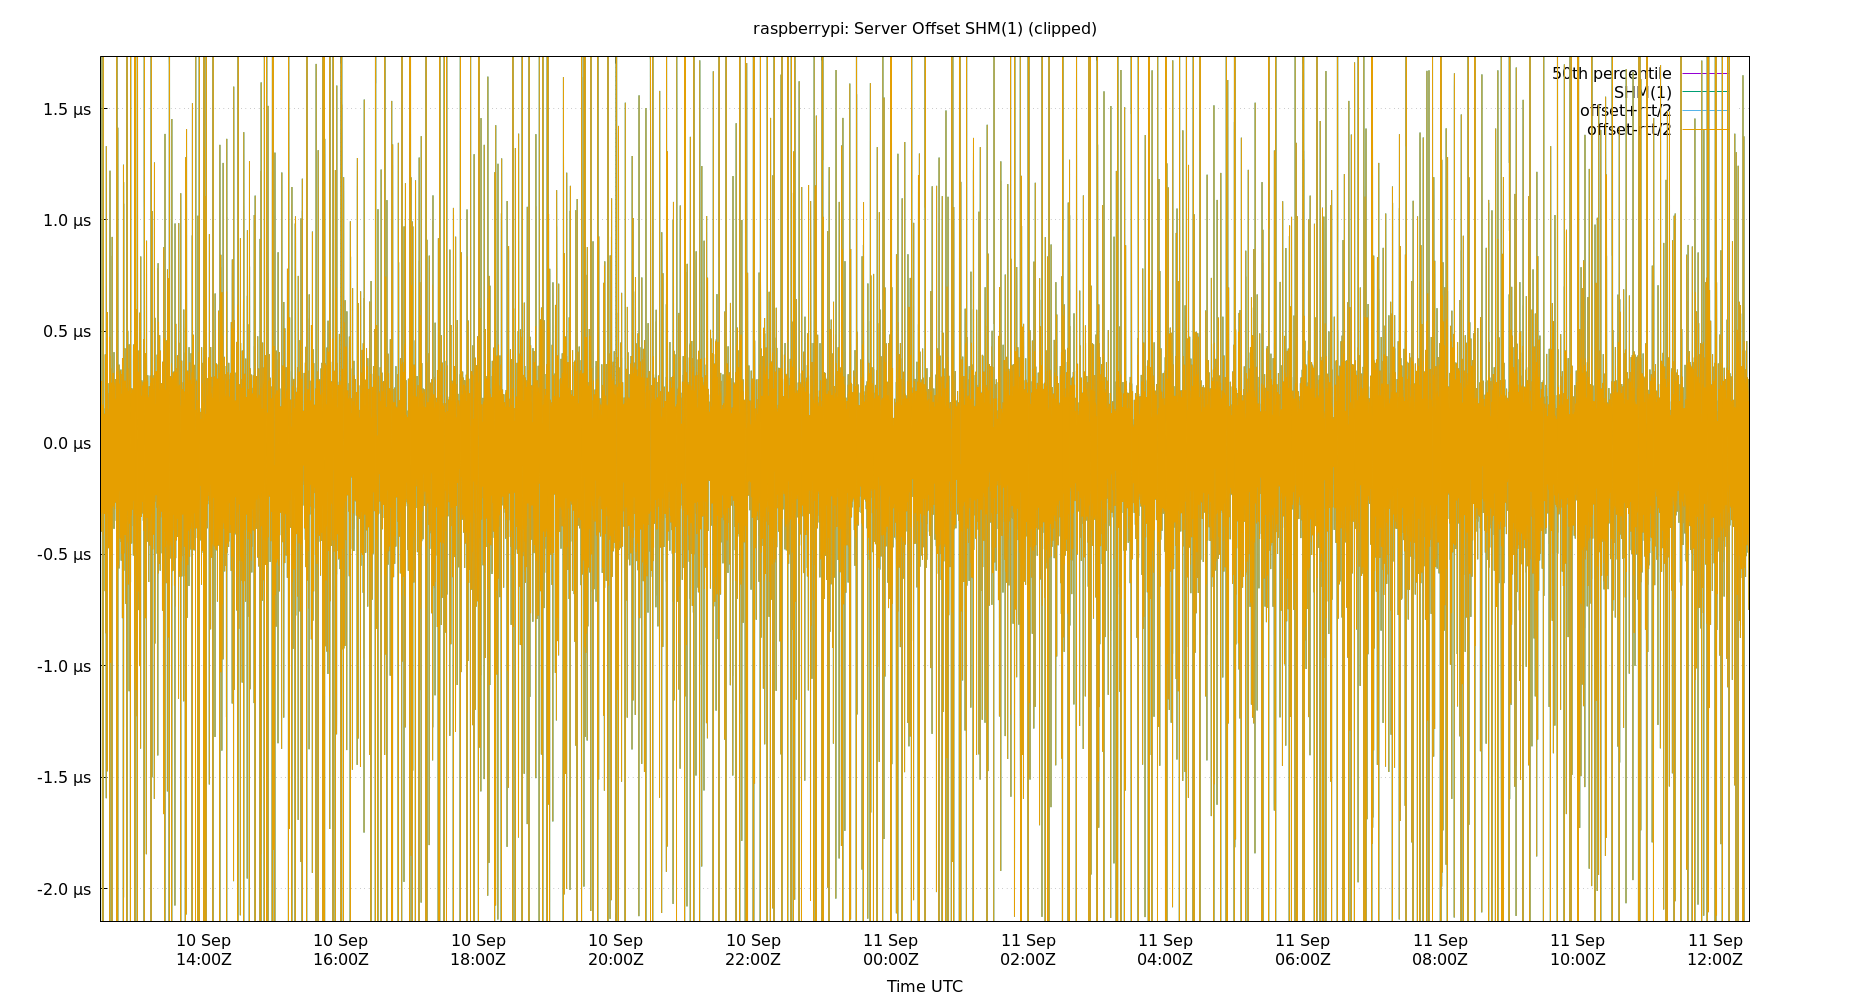 raspberrypi: Server Offset SHM(1) (clipped)
50th percentile
SHM(1)
offset+rtt/2
offset-rtt/2
1.5 µs
1.0 µs
0.5 µs
0.0 µs
-0.5 µs
-1.0 µs
-1.5 µs
-2.0 µs
10 Sep 10 Sep 10 Sep 10 Sep 10 Sep 11 Sep 11 Sep 11 Sep 11 Sep 11 Sep 11 Sep 11 Sep
14:00Z 16:00Z 18:00Z 20:00Z 22:00Z 00:00Z 02:00Z 04:00Z 06:00Z 08:00Z 10:00Z 12:00Z
Time UTC